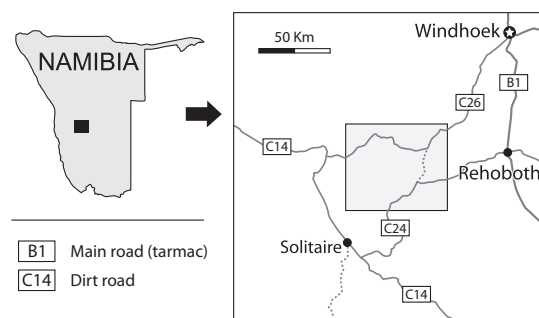 NAMIBIA
B1 Main road (tarmac)
C14 Dirt road
50 Km
Windhoek
B1
C26
C14
Rehoboth
C24
Solitaire
C14